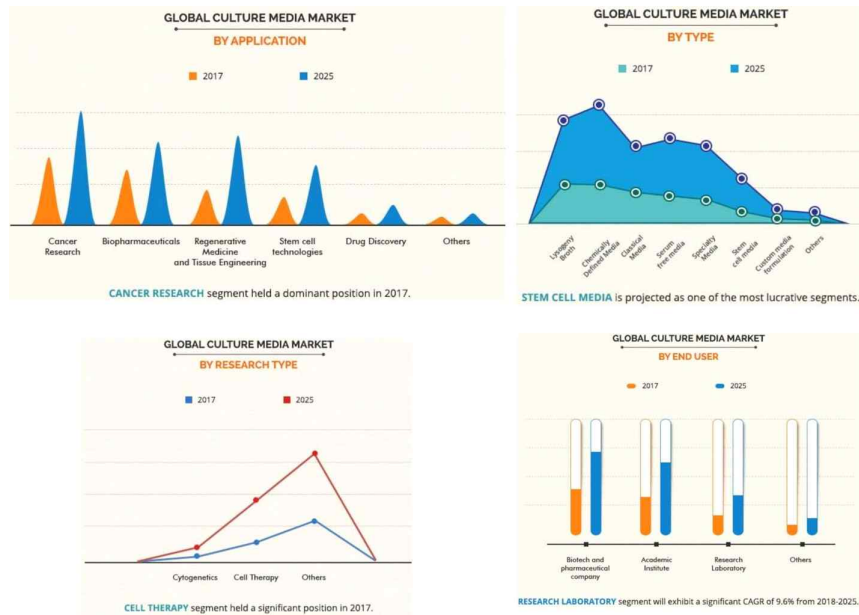 GLOBAL CULTURE MEDIA MARKET
BY APPLICATION
2017
2025
Cancer
Research
Biopharmaceuticals
Regenerative
Medicine
and Tissue Engineering
Stem cell
technologies
Drug Discovery
Others
CANCER RESEARCH segment held a dominant position in 2017.
GLOBAL CULTURE MEDIA MARKET
BY TYPE
2017
2025
Lysogeny
Broth
Chemically
Defined Media
Classical
Media
Serum
free media
Specialty
Media
Stem
cell media
Custom media
formulation
Others
STEM CELL MEDIA is projected as one of the most lucrative segments.
GLOBAL CULTURE MEDIA MARKET
BY RESEARCH TYPE
2017
2025
Cytogenetics
Cell Therapy
Others
CELL THERAPY segment held a significant position in 2017.
GLOBAL CULTURE MEDIA MARKET
BY END USER
2017
2025
Biotech and
pharmaceutical
company
Academic
Institute
Research
Laboratory
Others
RESEARCH LABORATORY segment will exhibit a significant CAGR of 9.6% from 2018-2025.